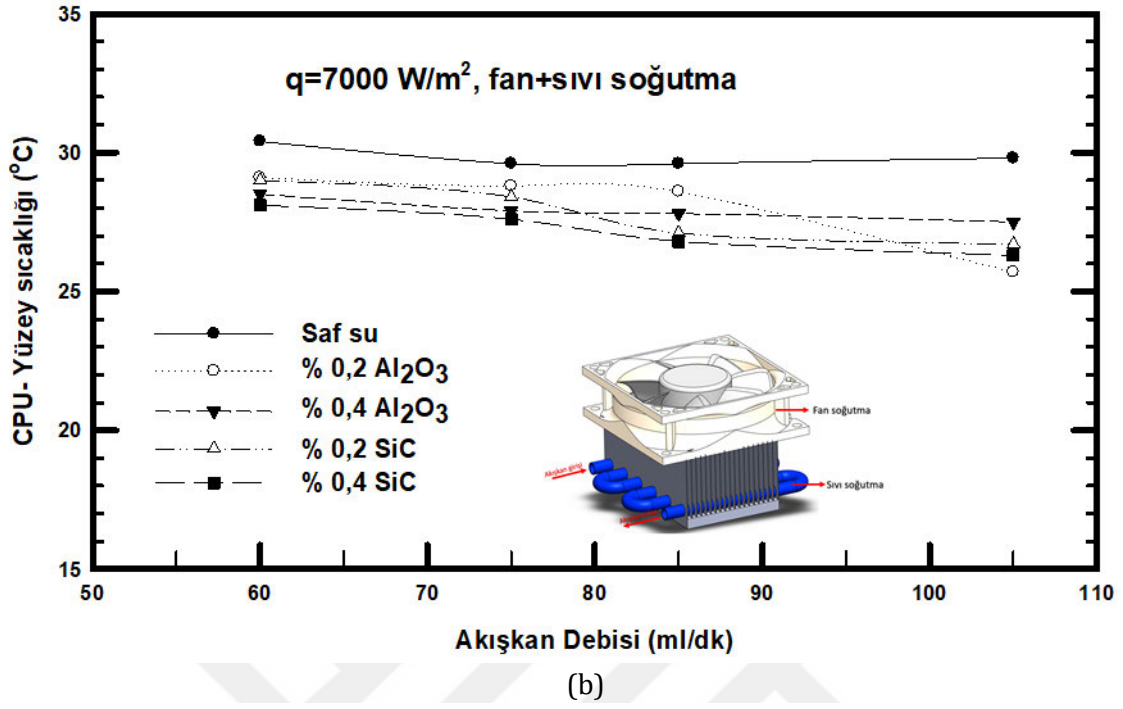 35
q=7000 W/m², fan+sıvı soğutma
30
25
20
15
CPU- Yüzey sıcaklığı (°C)
Saf su
% 0,2 Al₂O₃
% 0,4 Al₂O₃
% 0,2 SiC
% 0,4 SiC
Fan soğutma
Akışkan girişi
Sıvı soğutma
50 60 70 80 90 100 110
Akışkan Debisi (ml/dk)
(b)